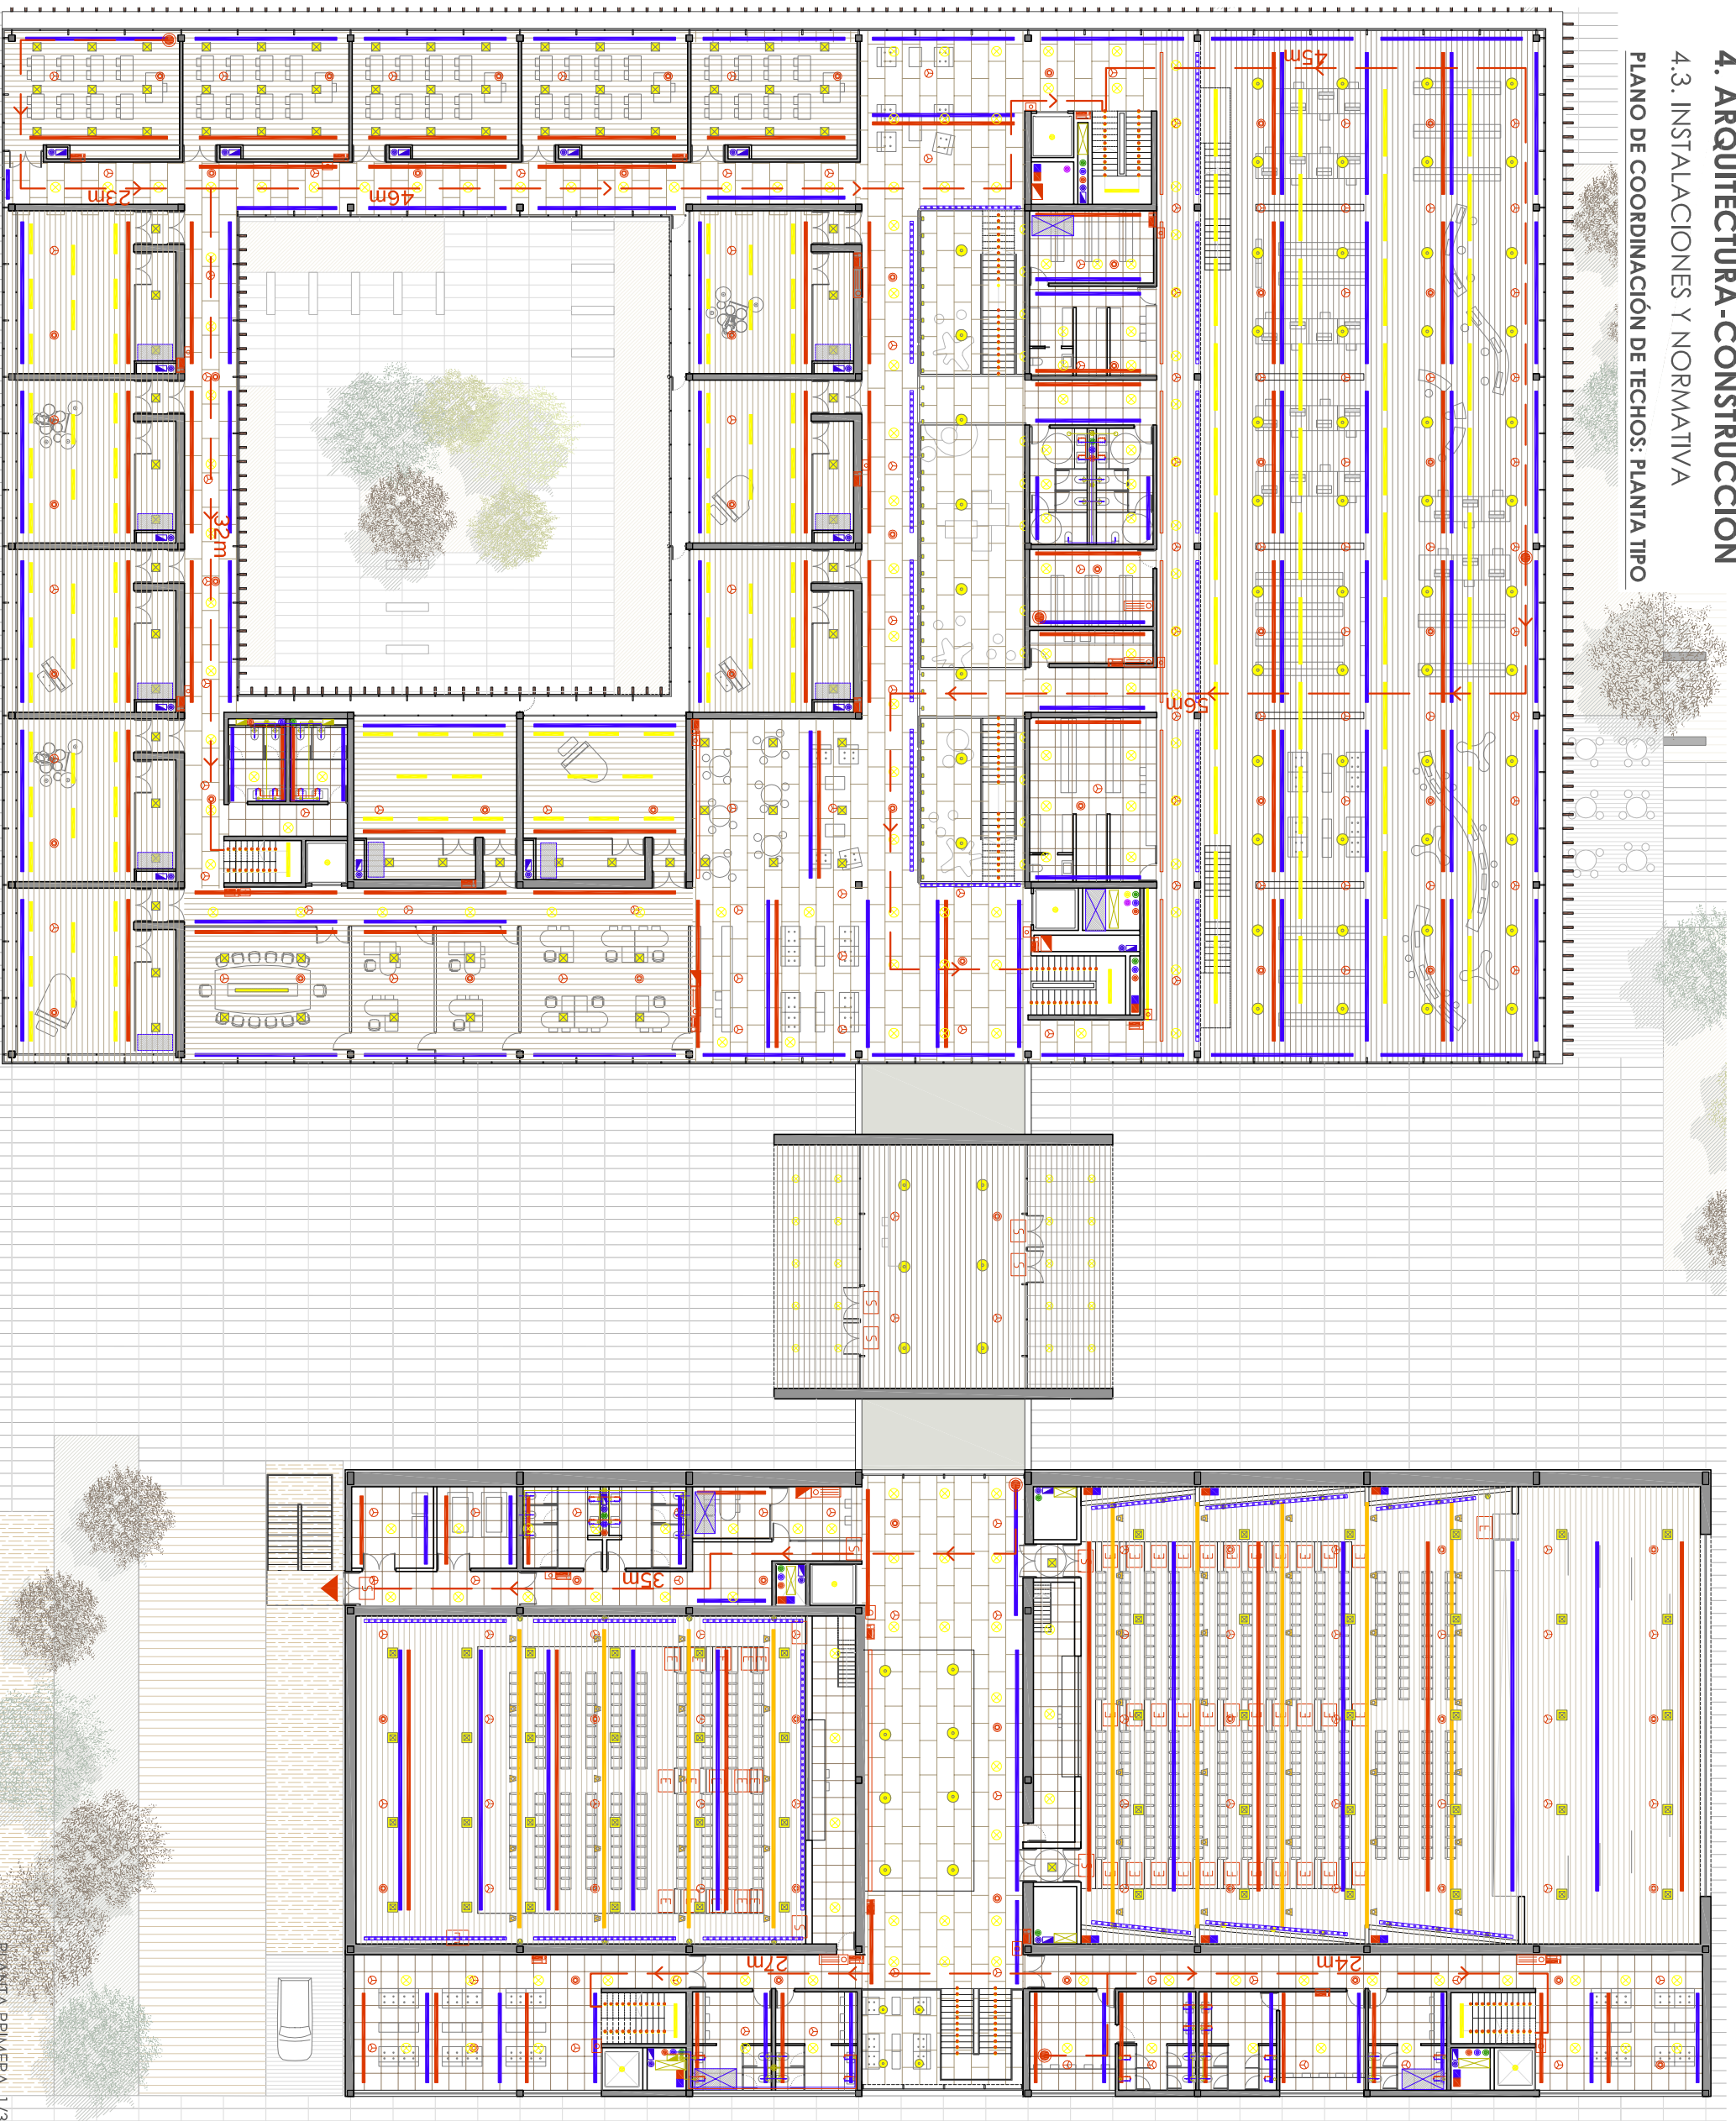 4. ARQUITECTURA-CONSTRUCCIÓN
4.3. INSTALACIONES Y NORMATIVA
PLANO DE COORDINACIÓN DE TECHOS: PLANTA TIPO
45m
23m
46m
32m
56m
35m
27m
24m
S
S
S
S
S
S
S
S
S
S
E
E
E
E
E
E
E
E
E
E
E
E